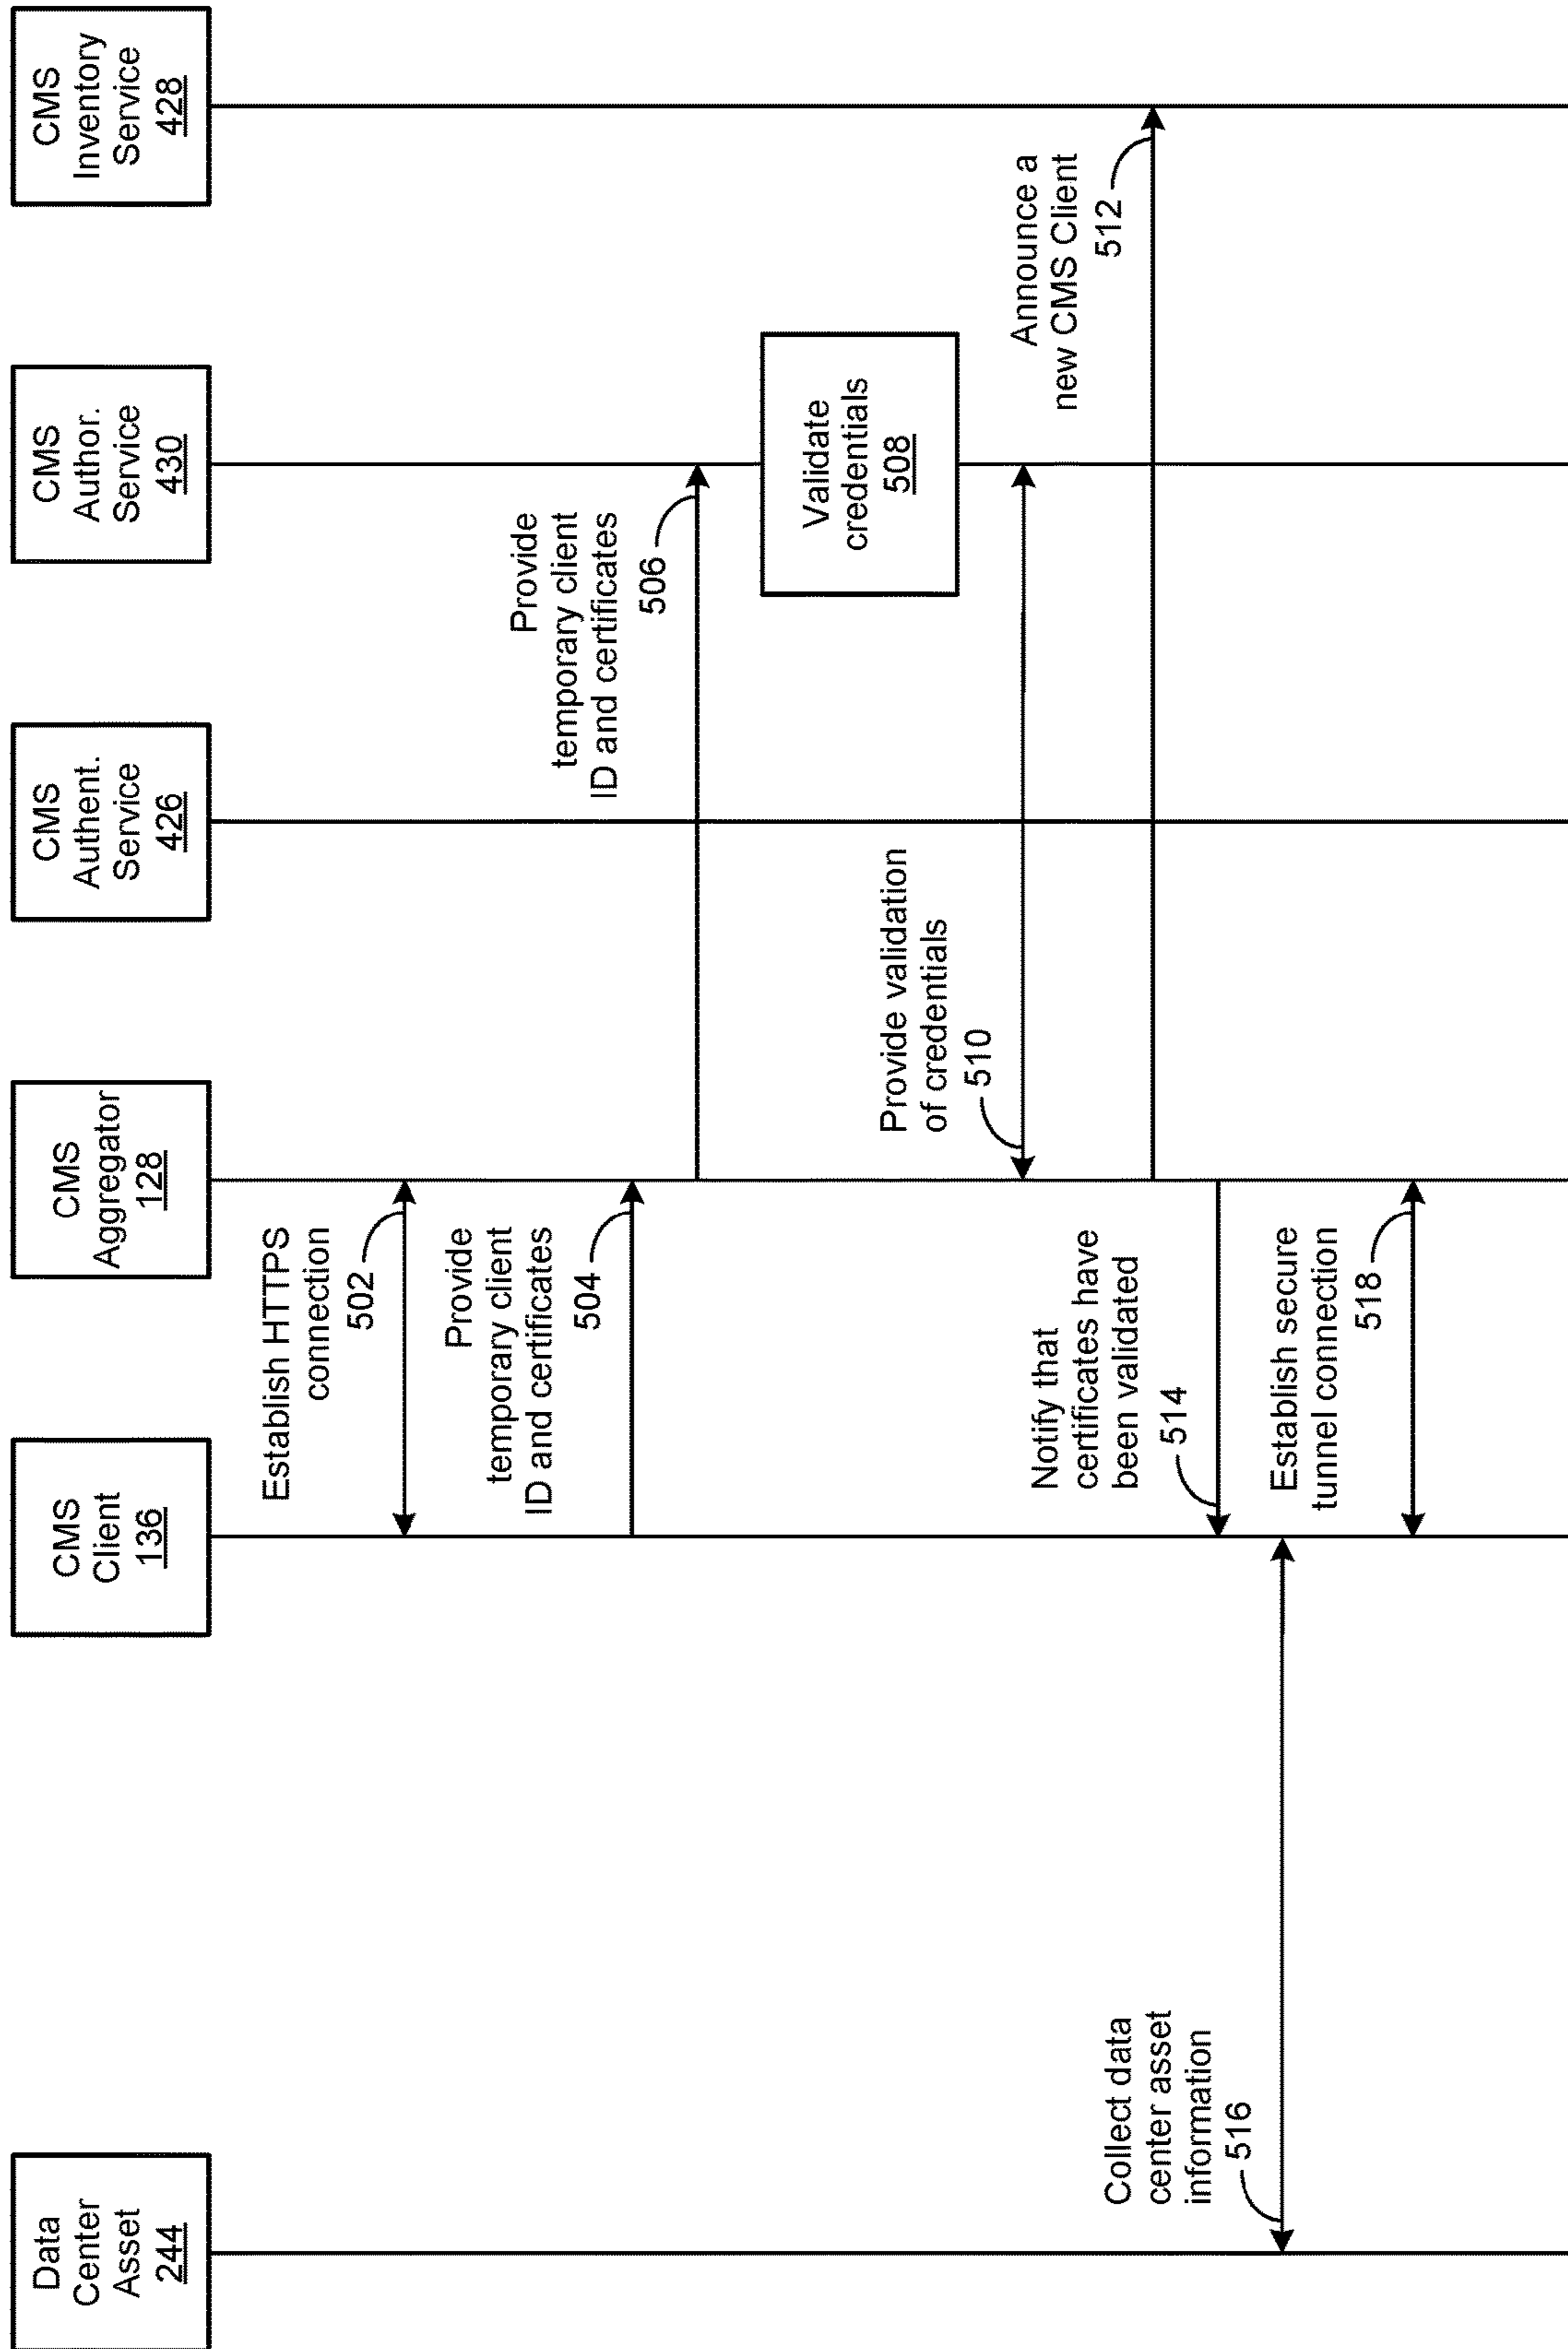 Data
Center
Asset
244
CMS
Client
136
CMS
Aggregator
128
CMS
Authent.
Service
426
CMS
Author.
Service
430
CMS
Inventory
Service
428
Establish HTTPS
connection
502
Provide
temporary client
ID and certificates
504
Provide
temporary client
ID and certificates
506
Validate
credentials
508
Provide validation
of credentials
510
Announce a
new CMS Client
512
Notify that
certificates have
been validated
514
Collect data
center asset
information
516
Establish secure
tunnel connection
518